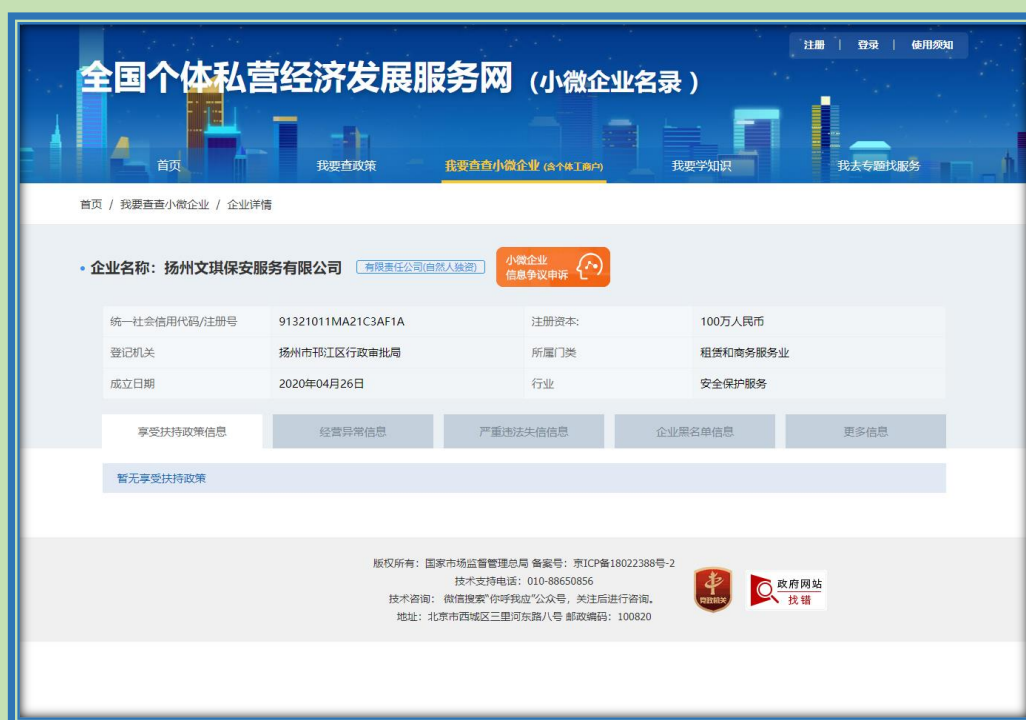 注册 | 登录 | 使用须知
全国个体私营经济发展服务网（小微企业名录）
首页 我要查政策 我要查查小微企业 (含个体工商户) 我要学知识 我去专题找服务
首页 / 我要查查小微企业 / 企业详情
企业名称：扬州文琪保安服务有限公司 有限责任公司(自然人独资) 小微企业
信息争议申诉
统一社会信用代码/注册号 91321011MA21C3AF1A 注册资本: 100万人民币
登记机关 扬州市邗江区行政审批局 所属门类 租赁和商务服务业
成立日期 2020年04月26日 行业 安全保护服务
享受扶持政策信息 经营异常信息 严重违法失信信息 企业黑名单信息 更多信息
暂无享受扶持政策
版权所有：国家市场监督管理总局 备案号：京ICP备18022388号-2
技术支持电话：010-88650856
技术咨询： 微信搜索“你呼我应”公众号，关注后进行咨询。
地址：北京市西城区三里河东路八号 邮政编码：100820
党政机关
政府网站
找错